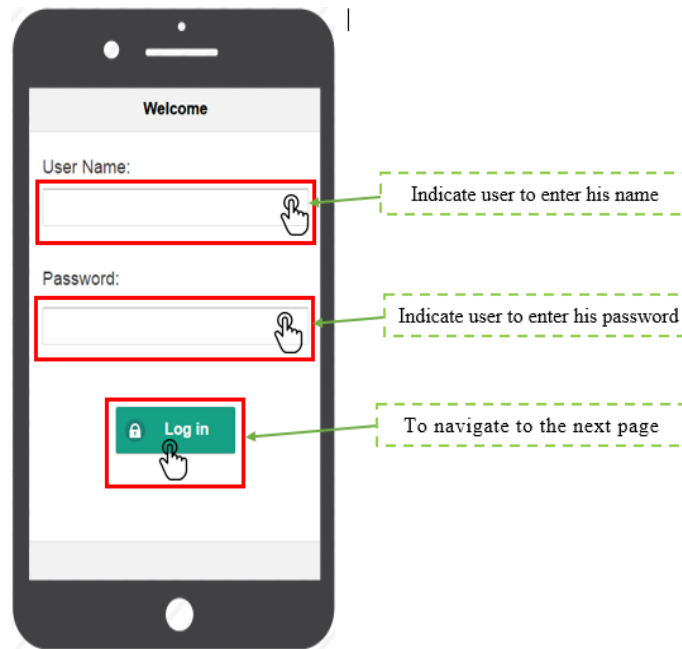 Welcome
User Name:
Indicate user to enter his name
Password:
Indicate user to enter his password
Log in
To navigate to the next page